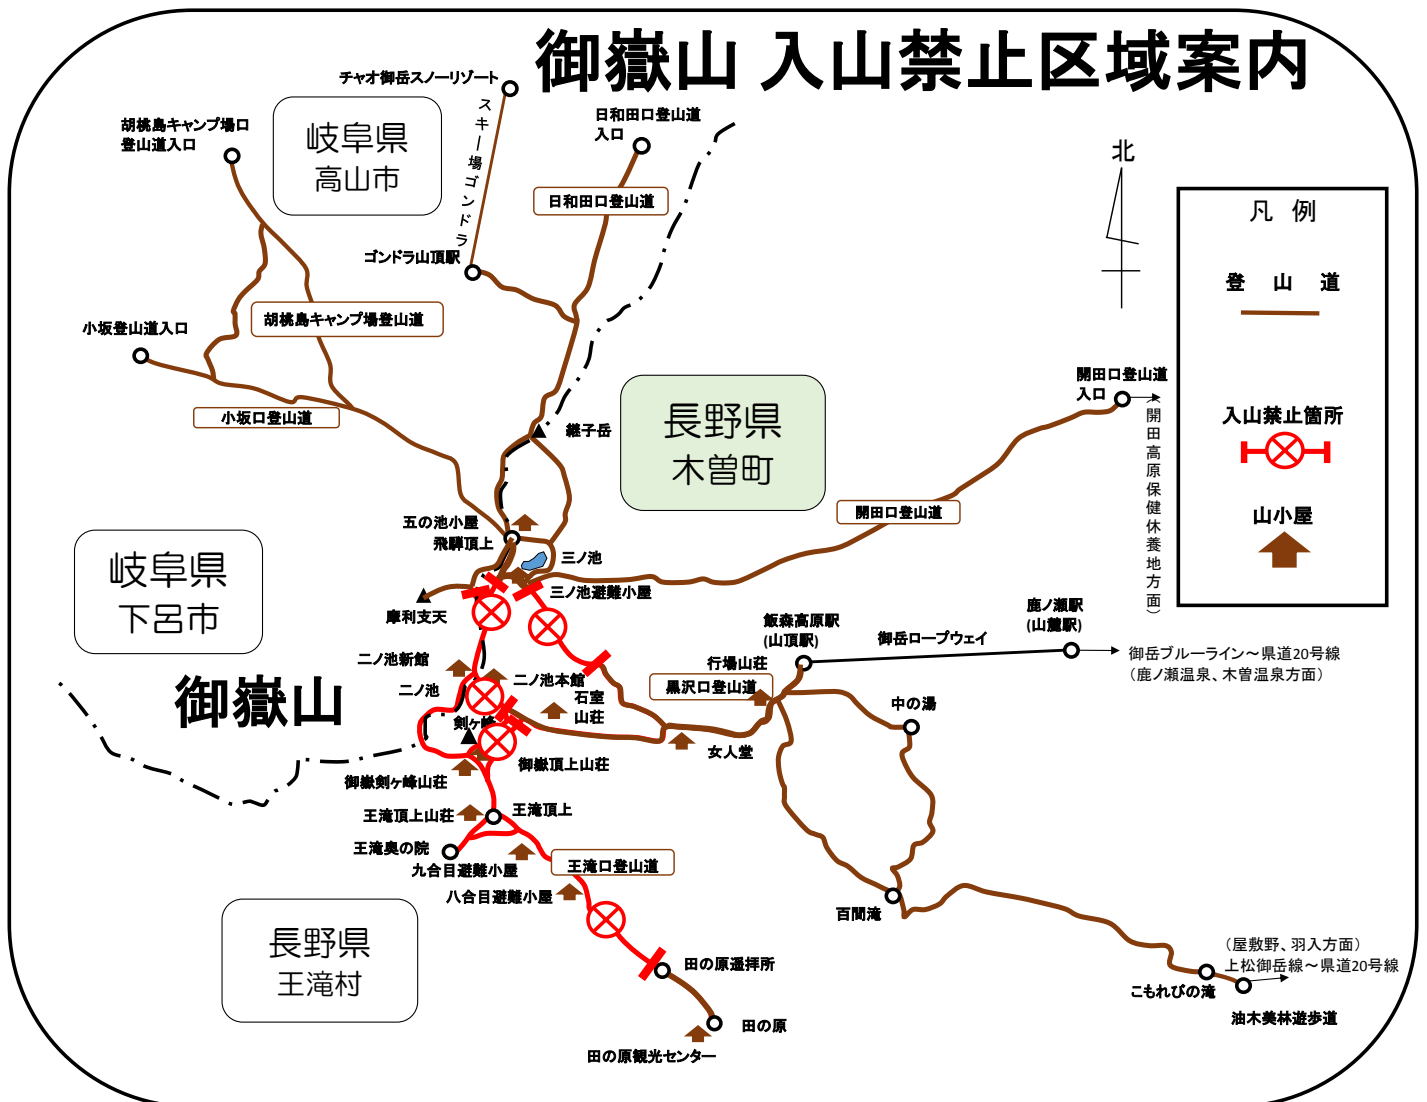 御嶽山 入山禁止区域案内
チャオ御岳スノーリゾート
スキー場ゴンドラ
日和田口登山道
入口
胡桃島キャンプ場口
登山道入口
岐阜県
高山市
北
日和田口登山道
凡 例
登 山 道
入山禁止箇所
山小屋
ゴンドラ山頂駅
胡桃島キャンプ場登山道
小坂登山道入口
小坂口登山道
開田口登山道
入口
(開田高原保健休養地方面)
長野県
木曽町
継子岳
開田口登山道
五の池小屋
飛騨頂上
三ノ池
三ノ池避難小屋
岐阜県
下呂市
摩利支天
飯森高原駅
(山頂駅)
鹿ノ瀬駅
(山麓駅)
御岳ロープウェイ
行場山荘
御岳ブルーライン~県道20号線
(鹿ノ瀬温泉、木曽温泉方面)
二ノ池新館
二ノ池
二ノ池本館
石室
山荘
黒沢口登山道
中の湯
御嶽山
剣ヶ峰
女人堂
御嶽頂上山荘
御嶽剣ヶ峰山荘
王滝頂上山荘
王滝頂上
王滝奥の院
九合目避難小屋
王滝口登山道
八合目避難小屋
百間滝
長野県
王滝村
田の原遥拝所
(屋敷野、羽入方面)
上松御岳線~県道20号線
こもれびの滝
油木美林遊歩道
田の原
田の原観光センター